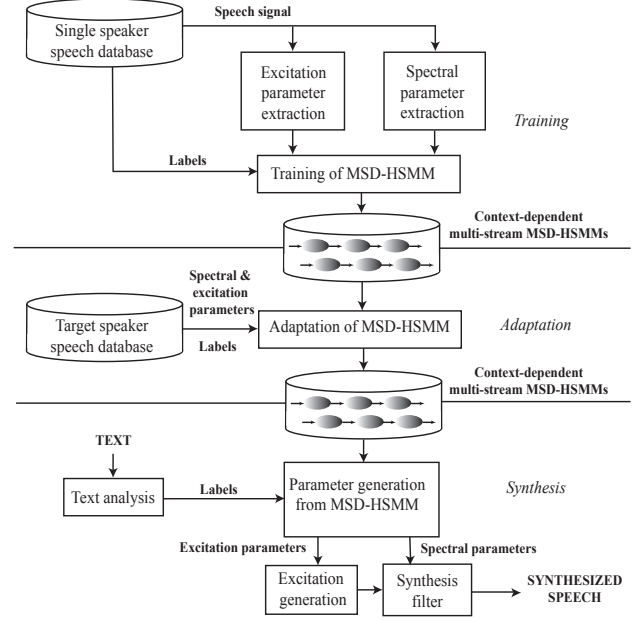 Single speaker
speech database
Speech signal
Excitation
parameter
extraction
Spectral
parameter
extraction
Training
Labels
Training of MSD-HSMM
Context-dependent
multi-stream MSD-HSMMs
Spectral &
excitation
parameters
Target speaker
speech database
Labels
Adaptation of MSD-HSMM
Adaptation
Context-dependent
multi-stream MSD-HSMMs
TEXT
Text analysis
Labels
Parameter generation
from MSD-HSMM
Synthesis
Excitation parameters
Spectral parameters
Excitation
generation
Synthesis
filter
SYNTHESIZED
SPEECH